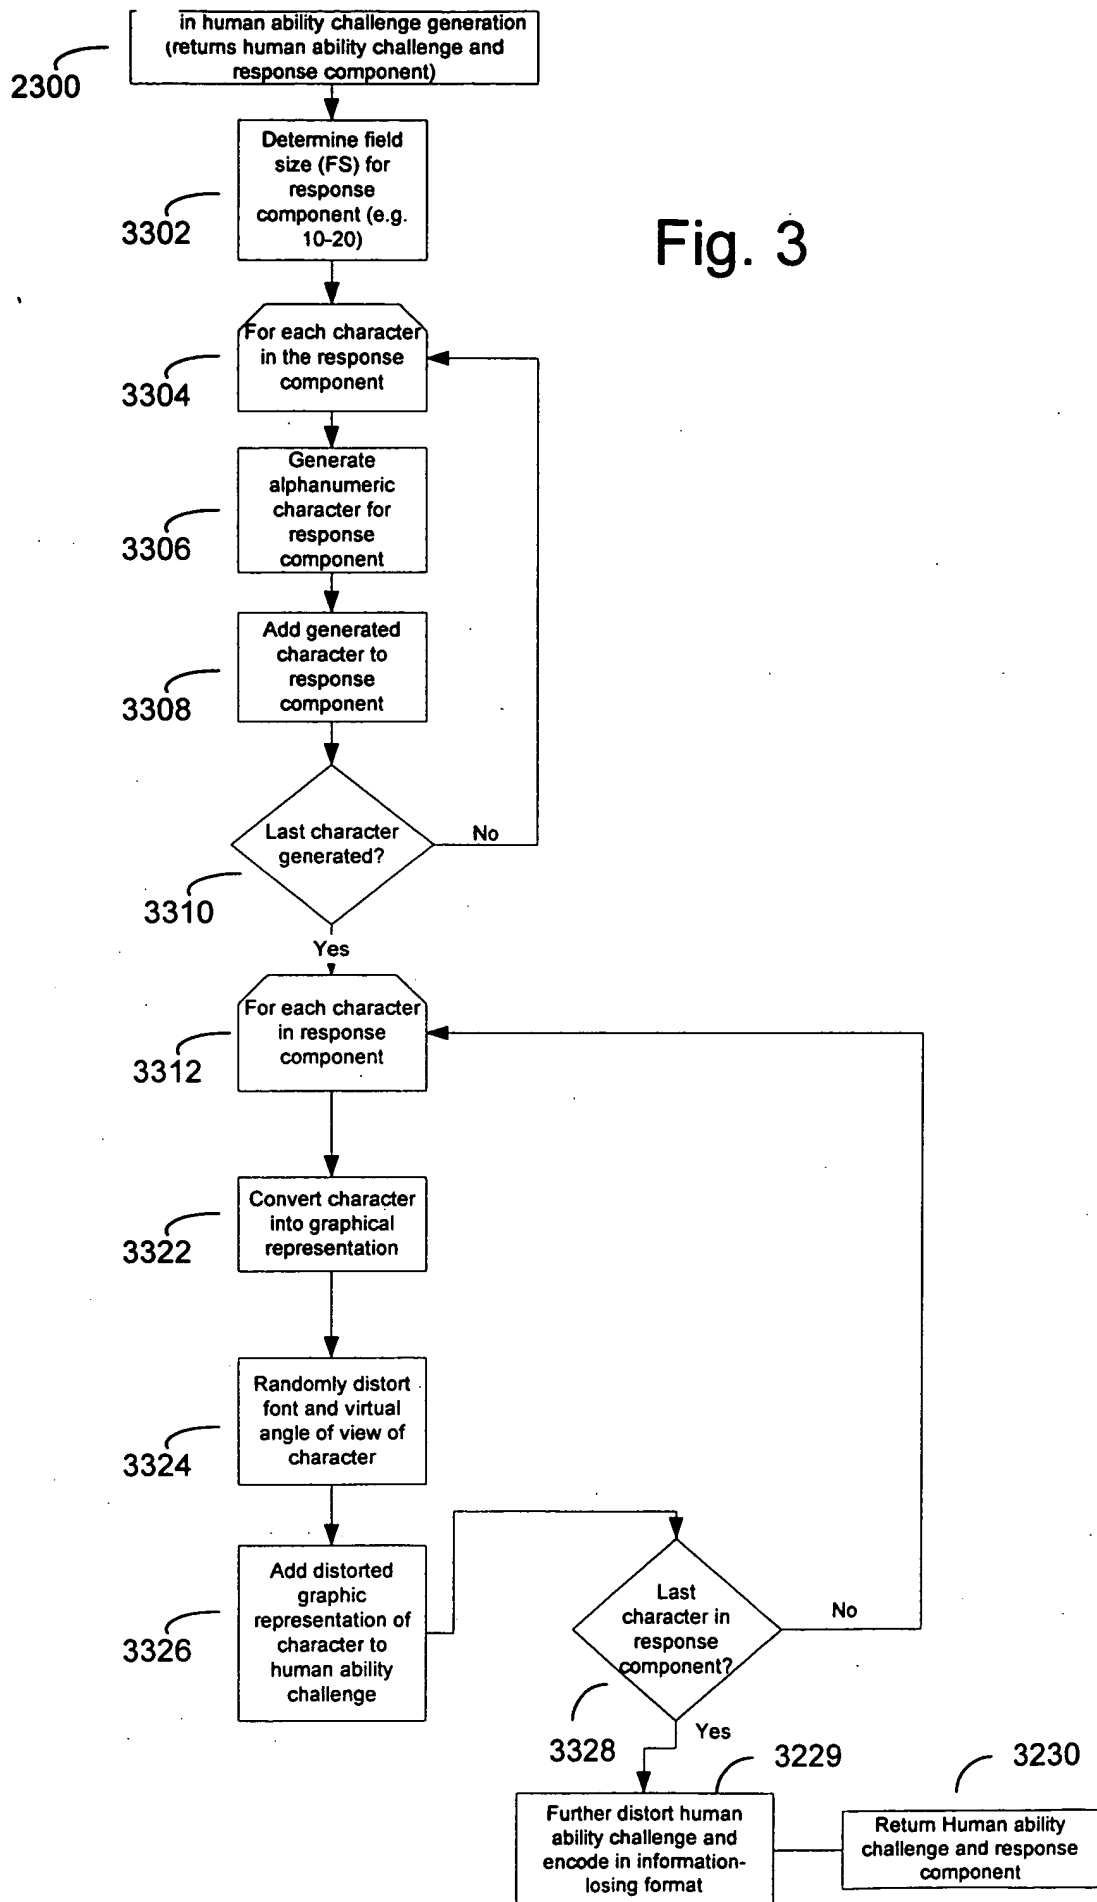 in human ability challenge generation
(returns human ability challenge and
response component)
2300
Determine field
size (FS) for
response
component (e.g.
10-20)
3302
Fig. 3
For each character
in the response
component
3304
Generate
alphanumeric
character for
response
component
3306
Add generated
character to
response
component
3308
Last character
generated?
No
3310
Yes
For each character
in response
component
3312
Convert character
into graphical
representation
3322
Randomly distort
font and virtual
angle of view of
character
3324
Add distorted
graphic
representation of
character to
human ability
challenge
3326
Last
character in
response
component?
No
3328
Yes
3229
3230
Further distort human
ability challenge and
encode in information-
losing format
Return Human ability
challenge and response
component